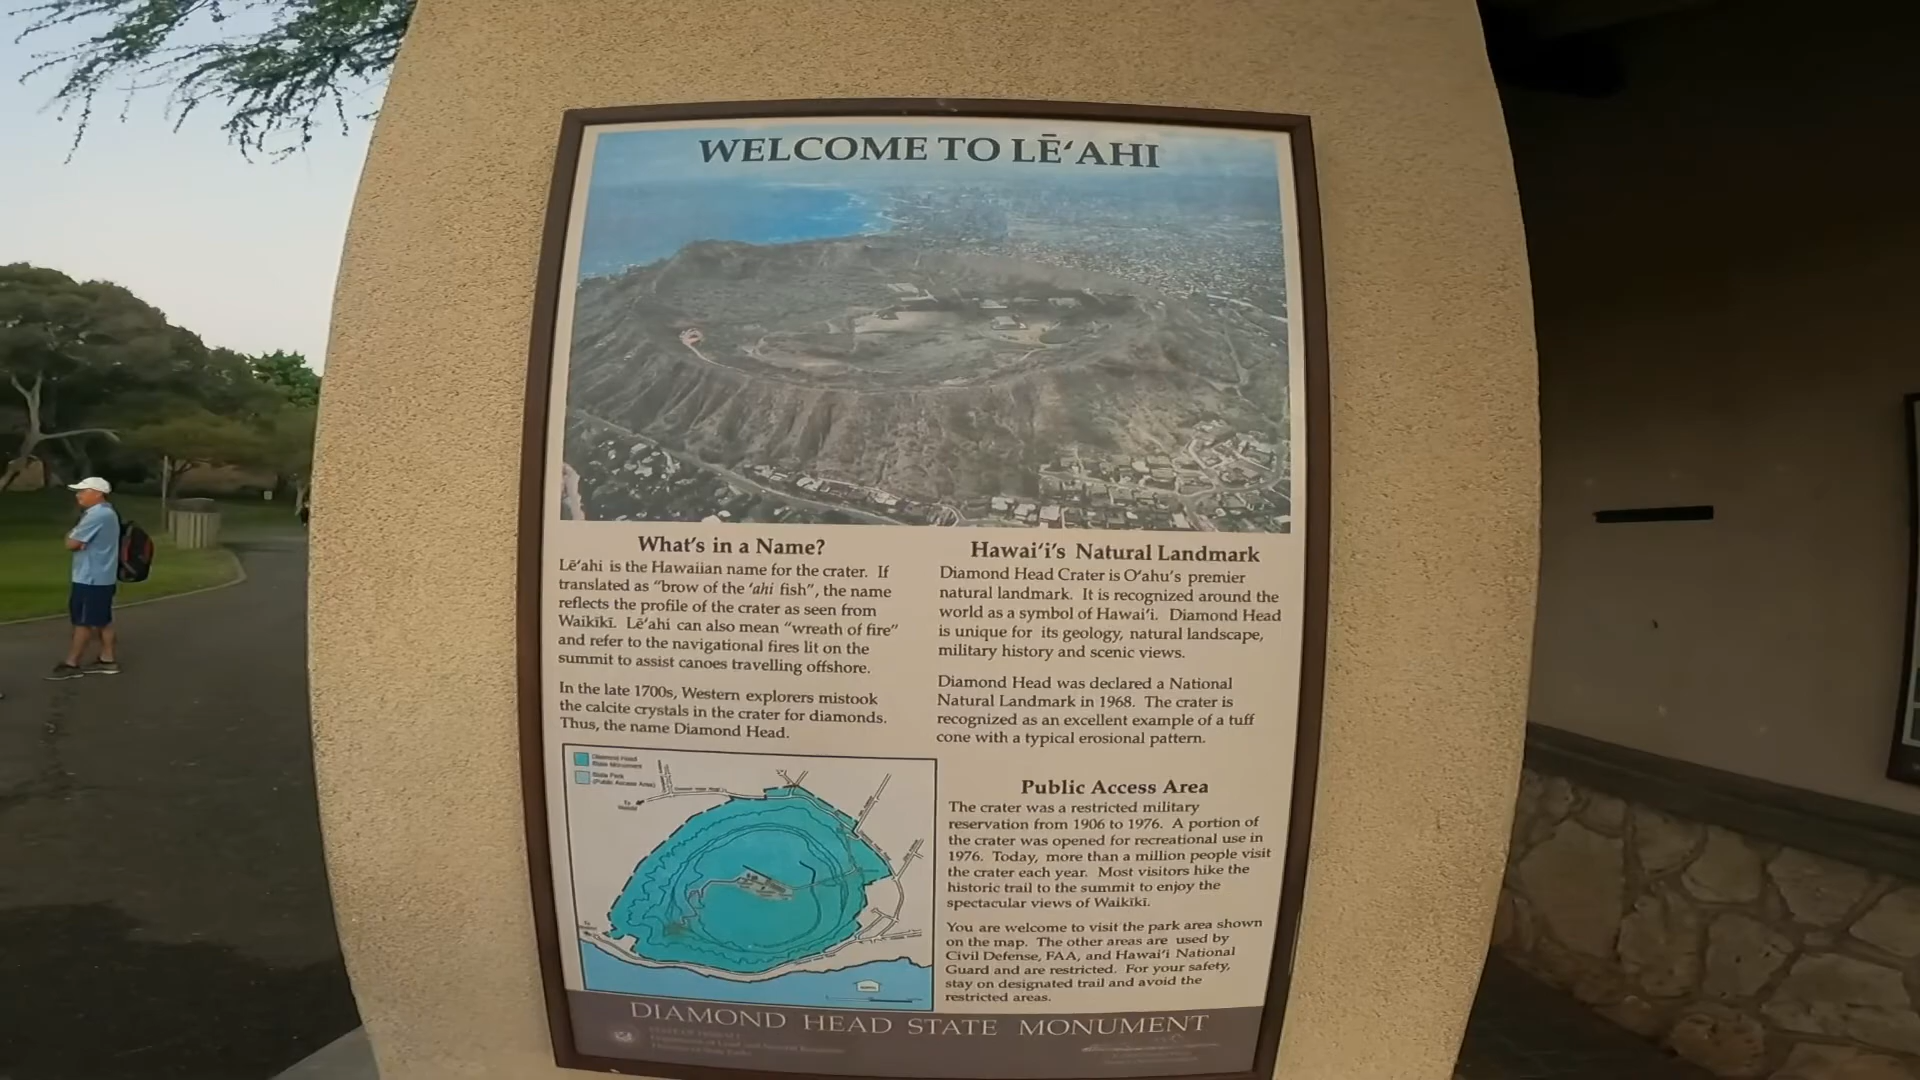 WELCOME TO LĒ‘AHI
What's in a Name?
Lē‘ahi is the Hawaiian name for the crater. If
translated as "brow of the ‘ahi fish", the name
reflects the profile of the crater as seen from
Waikīkī. Lē‘ahi can also mean "wreath of fire"
and refer to the navigational fires lit on the
summit to assist canoes travelling offshore.
In the late 1700s, Western explorers mistook
the calcite crystals in the crater for diamonds.
Thus, the name Diamond Head.
Hawai‘i's Natural Landmark
Diamond Head Crater is O‘ahu's premier
natural landmark. It is recognized around the
world as a symbol of Hawai‘i. Diamond Head
is unique for its geology, natural landscape,
military history and scenic views.
Diamond Head was declared a National
Natural Landmark in 1968. The crater is
recognized as an excellent example of a tuff
cone with a typical erosional pattern.
Diamond Head
State Monument
State Park
(Public Access Area)
To
Public Access Area
The crater was a restricted military
reservation from 1906 to 1976. A portion of
the crater was opened for recreational use in
1976. Today, more than a million people visit
the crater each year. Most visitors hike the
historic trail to the summit to enjoy the
spectacular views of Waikīkī.
You are welcome to visit the park area shown
on the map. The other areas are used by
Civil Defense, FAA, and Hawai‘i National
Guard and are restricted. For your safety,
stay on designated trail and avoid the
restricted areas.
DIAMOND HEAD STATE MONUMENT